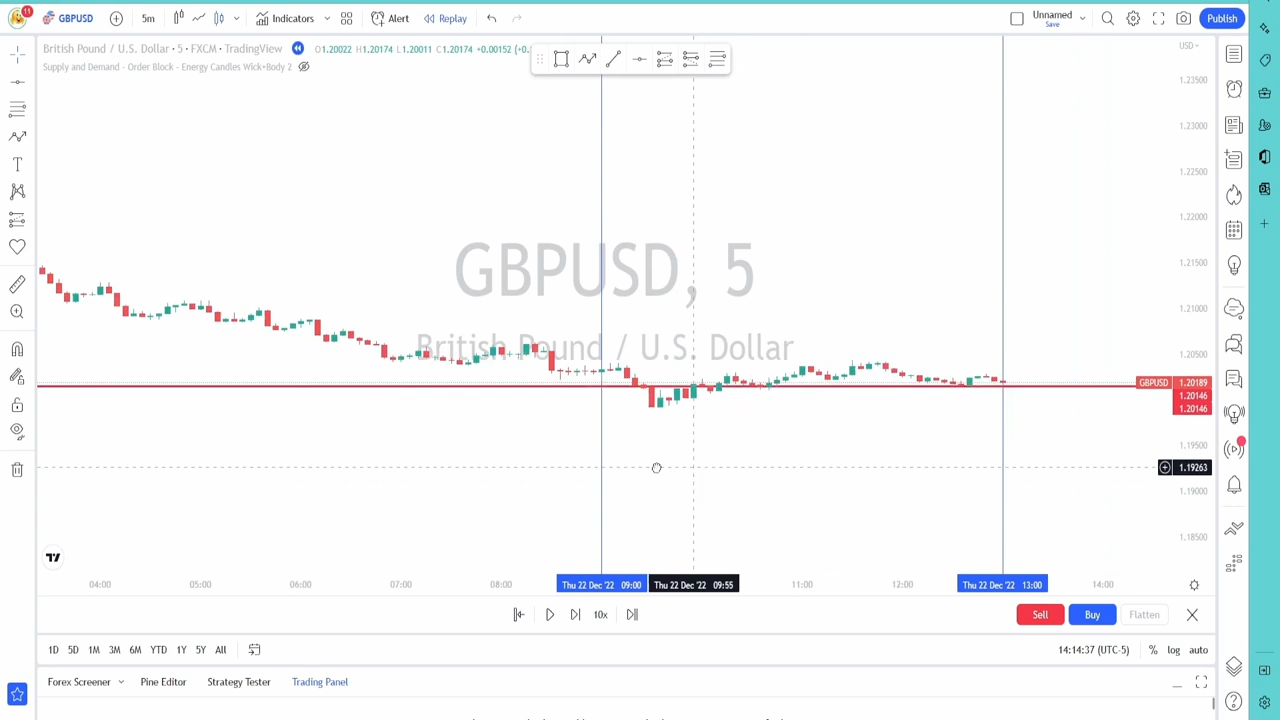 11
GBPUSD
5m
Indicators
Alert
Replay
Unnamed
Save
Publish
British Pound / U.S. Dollar · 5 · FXCM · TradingView
O1.20022 H1.20174 L1.20011 C1.20174 +0.00152
Supply and Demand - Order Block - Energy Candles Wick+Body 2
USD
1.23500
1.23000
1.22500
1.22000
1.21500
1.21000
1.20500
GBPUSD 1.20189
1.20146
1.20146
1.19500
1.19263
1.19000
1.18500
GBPUSD, 5
British Pound / U.S. Dollar
04:00
05:00
06:00
07:00
08:00
Thu 22 Dec '22 09:00
Thu 22 Dec '22 09:55
11:00
12:00
Thu 22 Dec '22 13:00
14:00
10x
Sell
Buy
Flatten
1D
5D
1M
3M
6M
YTD
1Y
5Y
All
14:14:37 (UTC-5)
%
log
auto
Forex Screener
Pine Editor
Strategy Tester
Trading Panel